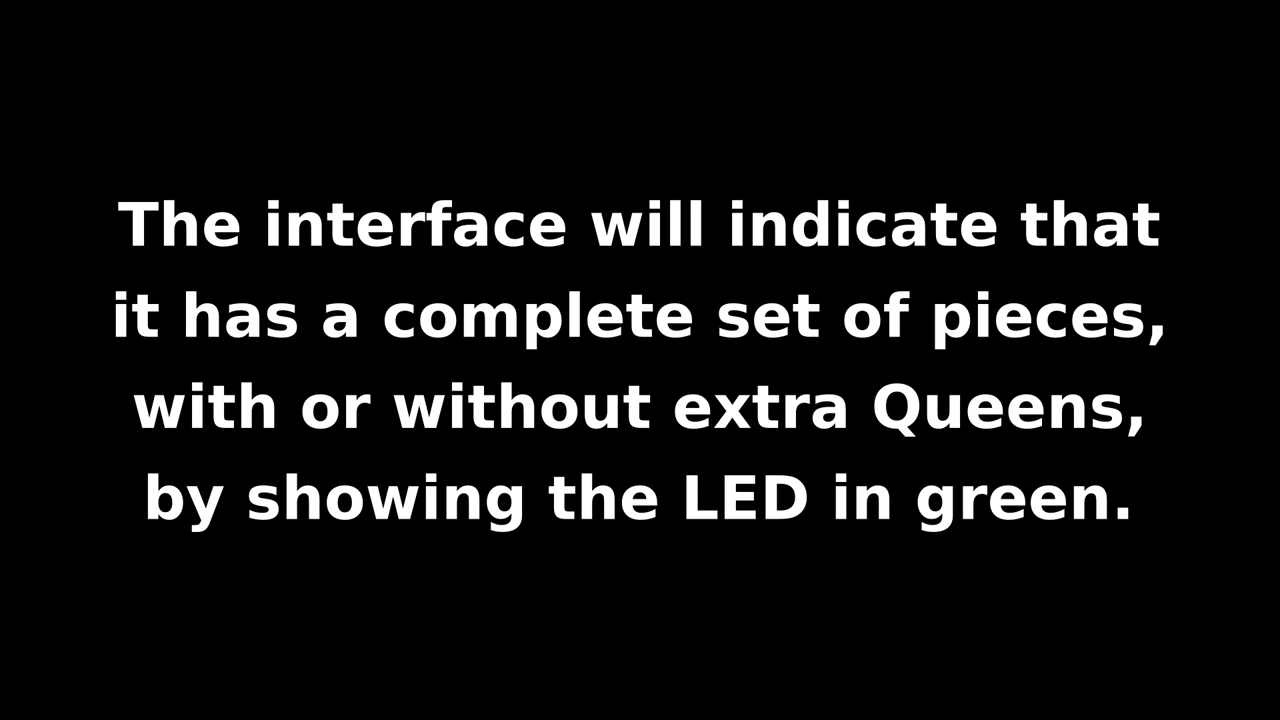 The interface will indicate that
it has a complete set of pieces,
with or without extra Queens,
by showing the LED in green.